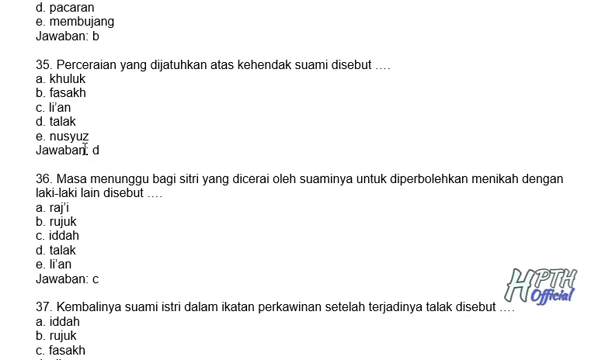 d. pacaran
e. membujang
Jawaban: b
35. Perceraian yang dijatuhkan atas kehendak suami disebut ….
a. khuluk
b. fasakh
c. li'an
d. talak
e. nusyuz
Jawaban: d
36. Masa menunggu bagi sitri yang dicerai oleh suaminya untuk diperbolehkan menikah dengan
laki-laki lain disebut ….
a. raj'i
b. rujuk
c. iddah
d. talak
e. li'an
Jawaban: c
HPTH
Official
37. Kembalinya suami istri dalam ikatan perkawinan setelah terjadinya talak disebut ….
a. iddah
b. rujuk
c. fasakh